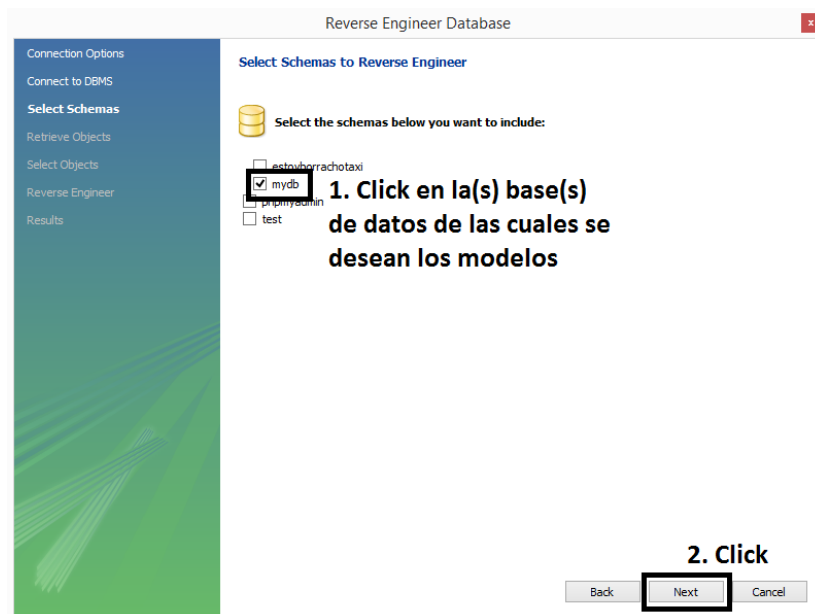 Reverse Engineer Database
x
Connection Options
Connect to DBMS
Select Schemas
Retrieve Objects
Select Objects
Reverse Engineer
Results
Select Schemas to Reverse Engineer
Select the schemas below you want to include:
estoyborrachotaxi
mydb
phpmyadmin
test
1. Click en la(s) base(s)
de datos de las cuales se
desean los modelos
2. Click
Back
Next
Cancel